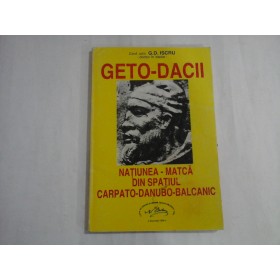 G.D. ISCRU
GETO-DACII
NAȚIUNEA - MATCĂ
DIN SPAȚIUL
CARPATO-DANUBO-BALCANIC